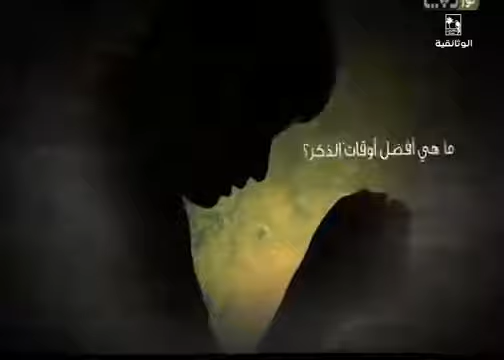 الوثائقية
ما هي أفضل أوقات الذكر؟